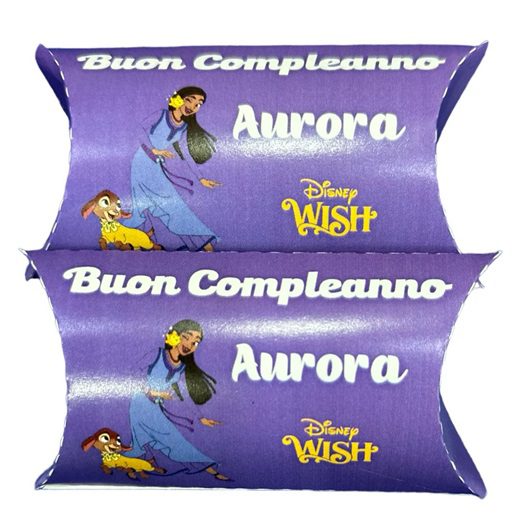 Buon Compleanno
Aurora
Disney
WISH
Buon Compleanno
Aurora
Disney
WISH